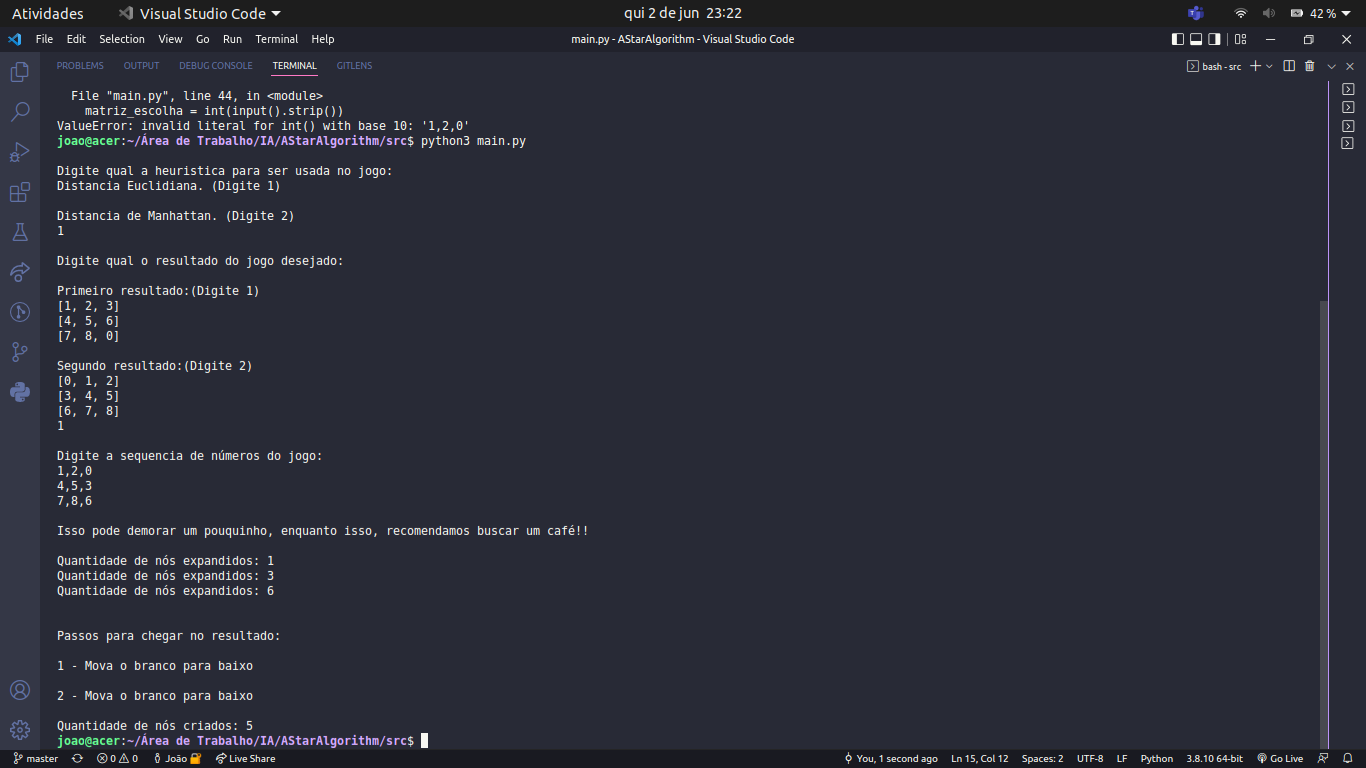 Atividades
Visual Studio Code
qui 2 de jun 23:22
42 %
File Edit Selection View Go Run Terminal Help
main.py - AStarAlgorithm - Visual Studio Code
PROBLEMS OUTPUT DEBUG CONSOLE TERMINAL GITLENS
bash - src
File "main.py", line 44, in <module>
matriz_escolha = int(input().strip())
ValueError: invalid literal for int() with base 10: '1,2,0'
joao@acer:~/Área de Trabalho/IA/AStarAlgorithm/src$ python3 main.py
Digite qual a heuristica para ser usada no jogo:
Distancia Euclidiana. (Digite 1)
Distancia de Manhattan. (Digite 2)
1
Digite qual o resultado do jogo desejado:
Primeiro resultado:(Digite 1)
[1, 2, 3]
[4, 5, 6]
[7, 8, 0]
Segundo resultado:(Digite 2)
[0, 1, 2]
[3, 4, 5]
[6, 7, 8]
1
Digite a sequencia de números do jogo:
1,2,0
4,5,3
7,8,6
Isso pode demorar um pouquinho, enquanto isso, recomendamos buscar um café!!
Quantidade de nós expandidos: 1
Quantidade de nós expandidos: 3
Quantidade de nós expandidos: 6
Passos para chegar no resultado:
1 - Mova o branco para baixo
2 - Mova o branco para baixo
Quantidade de nós criados: 5
joao@acer:~/Área de Trabalho/IA/AStarAlgorithm/src$
master
0 0
João
Live Share
You, 1 second ago
Ln 15, Col 12
Spaces: 2
UTF-8
LF
Python
3.8.10 64-bit
Go Live